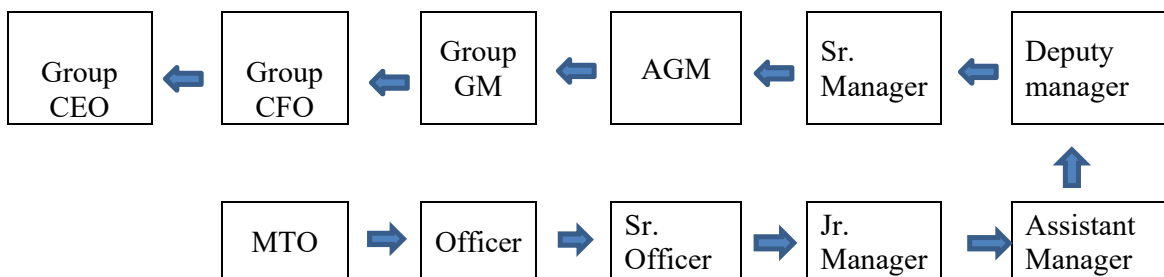 Group
CEO
Group
CFO
Group
GM
AGM
Sr.
Manager
Deputy
manager
MTO
Officer
Sr.
Officer
Jr.
Manager
Assistant
Manager